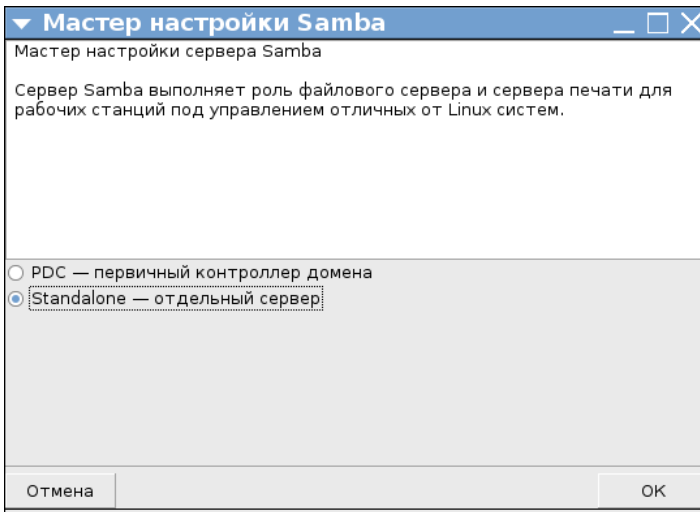 Мастер настройки Samba
Мастер настройки сервера Samba
Сервер Samba выполняет роль файлового сервера и сервера печати для
рабочих станций под управлением отличных от Linux систем.
PDC — первичный контроллер домена
Standalone — отдельный сервер
Отмена
OK